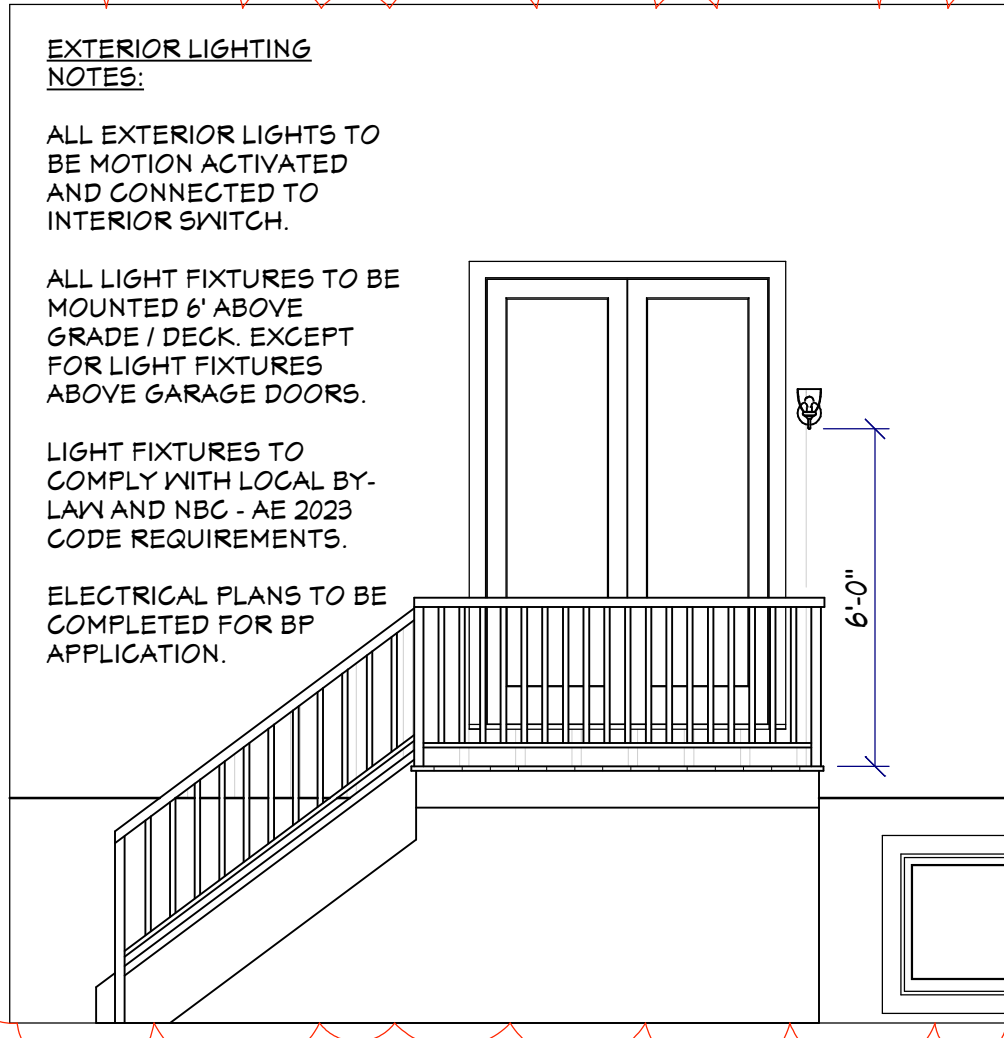 EXTERIOR LIGHTING
NOTES:
ALL EXTERIOR LIGHTS TO
BE MOTION ACTIVATED
AND CONNECTED TO
INTERIOR SWITCH.
ALL LIGHT FIXTURES TO BE
MOUNTED 6' ABOVE
GRADE / DECK. EXCEPT
FOR LIGHT FIXTURES
ABOVE GARAGE DOORS.
LIGHT FIXTURES TO
COMPLY WITH LOCAL BY-
LAW AND NBC - AE 2023
CODE REQUIREMENTS.
ELECTRICAL PLANS TO BE
COMPLETED FOR BP
APPLICATION.
6'-0"